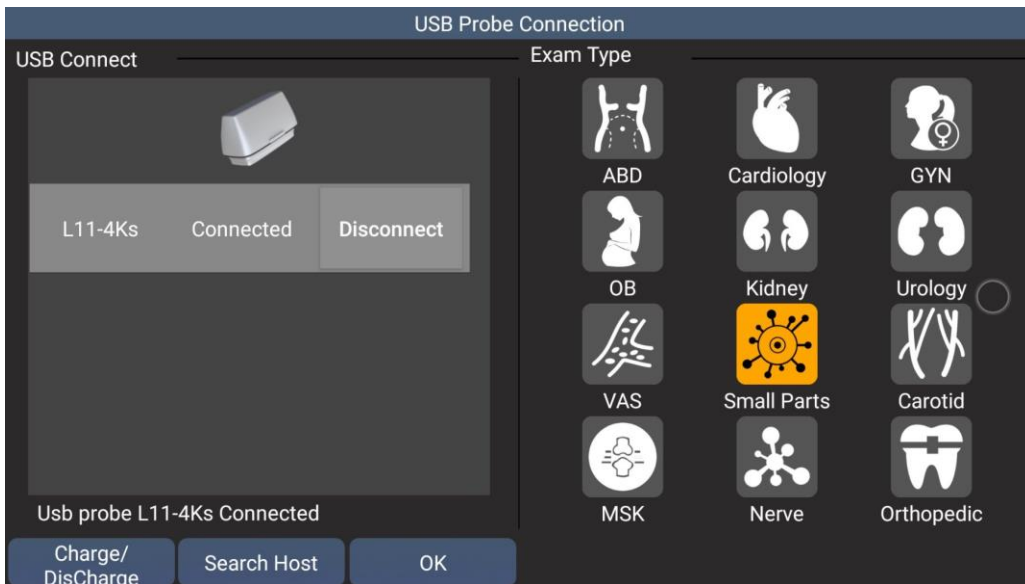 USB Probe Connection
USB Connect
L11-4Ks Connected Disconnect
Usb probe L11-4Ks Connected
Charge/
DisCharge
Search Host
OK
Exam Type
ABD Cardiology GYN
OB Kidney Urology
VAS Small Parts Carotid
MSK Nerve Orthopedic